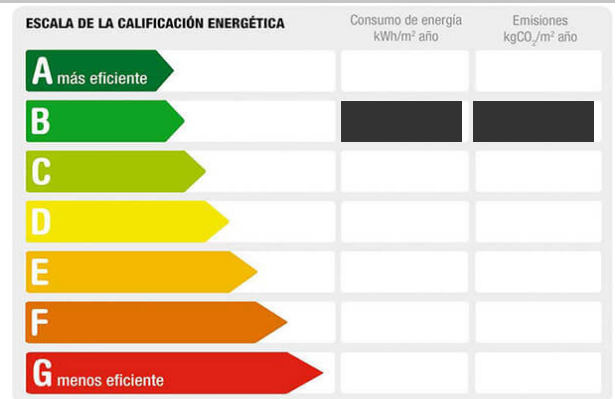 ESCALA DE LA CALIFICACIÓN ENERGÉTICA
Consumo de energía
kWh/m² año
Emisiones
kgCO₂/m² año
A más eficiente
B
C
D
E
F
G menos eficiente